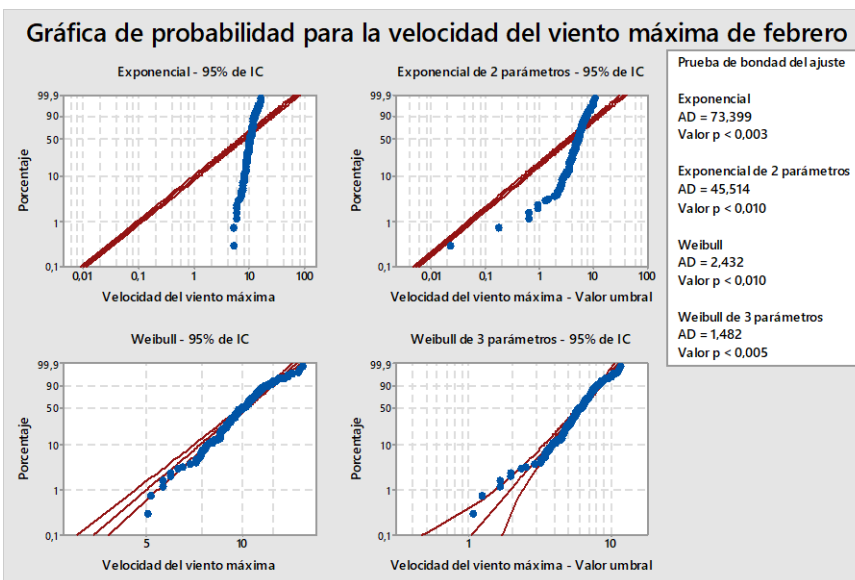 Gráfica de probabilidad para la velocidad del viento máxima de febrero
Exponencial - 95% de IC
99,9
90
50
10
1
0,1
Porcentaje
0,01
0,1
1
10
100
Velocidad del viento máxima
Exponencial de 2 parámetros - 95% de IC
99,9
90
50
10
1
0,1
Porcentaje
0,01
0,1
1
10
100
Velocidad del viento máxima - Valor umbral
Weibull - 95% de IC
99,9
90
50
10
1
0,1
Porcentaje
5
10
Velocidad del viento máxima
Weibull de 3 parámetros - 95% de IC
99,9
90
50
10
1
0,1
Porcentaje
1
10
Velocidad del viento máxima - Valor umbral
Prueba de bondad del ajuste
Exponencial
AD = 73,399
Valor p < 0,003
Exponencial de 2 parámetros
AD = 45,514
Valor p < 0,010
Weibull
AD = 2,432
Valor p < 0,010
Weibull de 3 parámetros
AD = 1,482
Valor p < 0,005